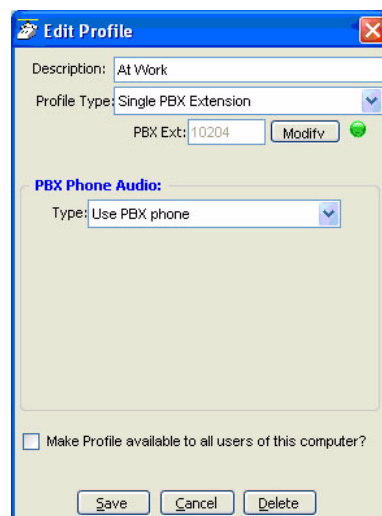 Edit Profile
Description: At Work
Profile Type: Single PBX Extension
PBX Ext: 10204 Modify
PBX Phone Audio:
Type: Use PBX phone
Make Profile available to all users of this computer?
Save Cancel Delete